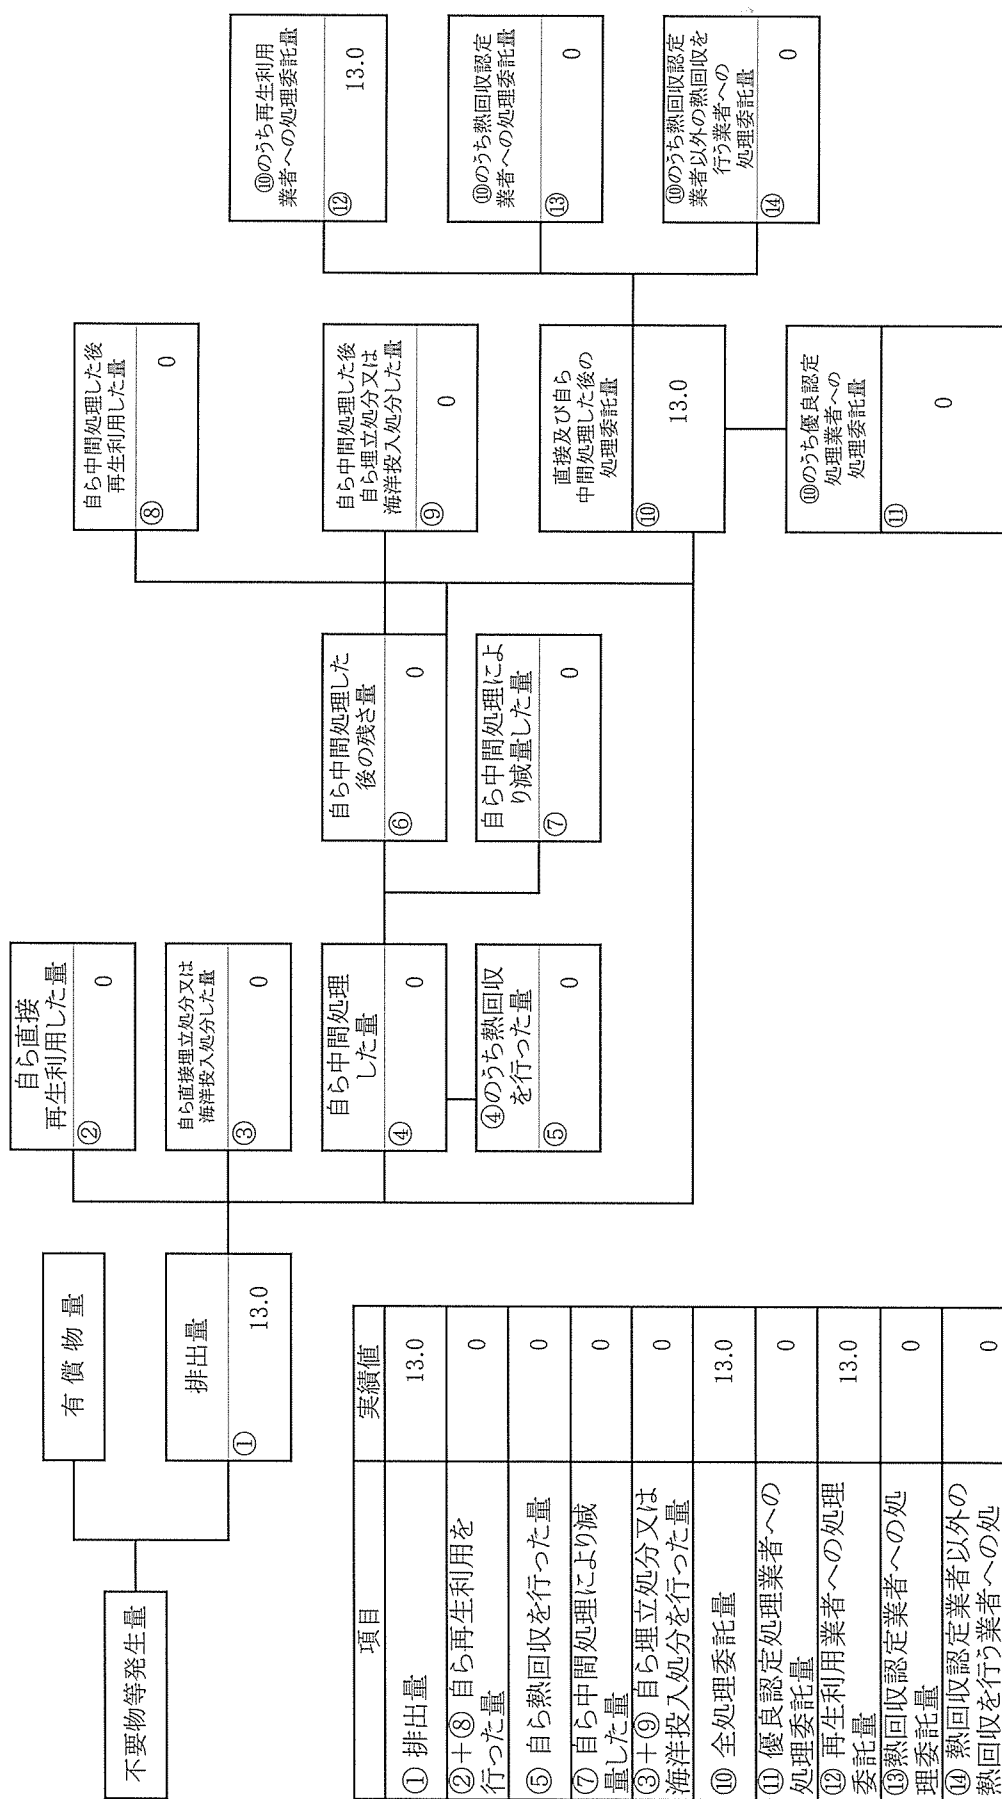 不要物等発生量
有償物量
排出量
① 13.0
自ら直接
再生利用した量
② 0
自ら直接埋立処分又は
海洋投入処分した量
③ 0
自ら中間処理
した量
④ 0
④のうち熱回収
を行った量
⑤ 0
自ら中間処理した
後の残さ量
⑥ 0
自ら中間処理によ
り減量した量
⑦ 0
自ら中間処理した後
再生利用した量
⑧ 0
自ら中間処理した後
自ら埋立処分又は
海洋投入処分した量
⑨ 0
直接及び自ら
中間処理した後の
処理委託量
⑩ 13.0
⑩のうち優良認定
処理業者への
処理委託量
⑪ 0
⑩のうち再生利用
業者への処理委託量
⑫ 13.0
⑩のうち熱回収認定
業者への処理委託量
⑬ 0
⑩のうち熱回収認定
業者以外の熱回収を
行う業者への
処理委託量
⑭ 0
項目 実績値
① 排出量 13.0
②+⑧ 自ら再生利用を
行った量 0
⑤ 自ら熱回収を行った量 0
⑦ 自ら中間処理により減
量した量 0
③+⑨ 自ら埋立処分又は
海洋投入処分を行った量 0
⑩ 全処理委託量 13.0
⑪ 優良認定処理業者への
処理委託量 0
⑫ 再生利用業者への処理
委託量 13.0
⑬熱回収認定業者への処
理委託量 0
⑭ 熱回収認定業者以外の
熱回収を行う業者への処 0